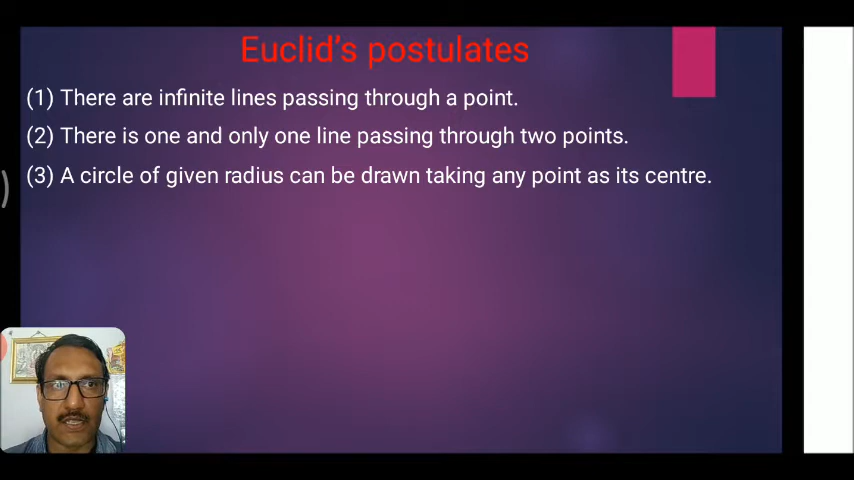 Euclid's postulates
(1) There are infinite lines passing through a point.
(2) There is one and only one line passing through two points.
(3) A circle of given radius can be drawn taking any point as its centre.